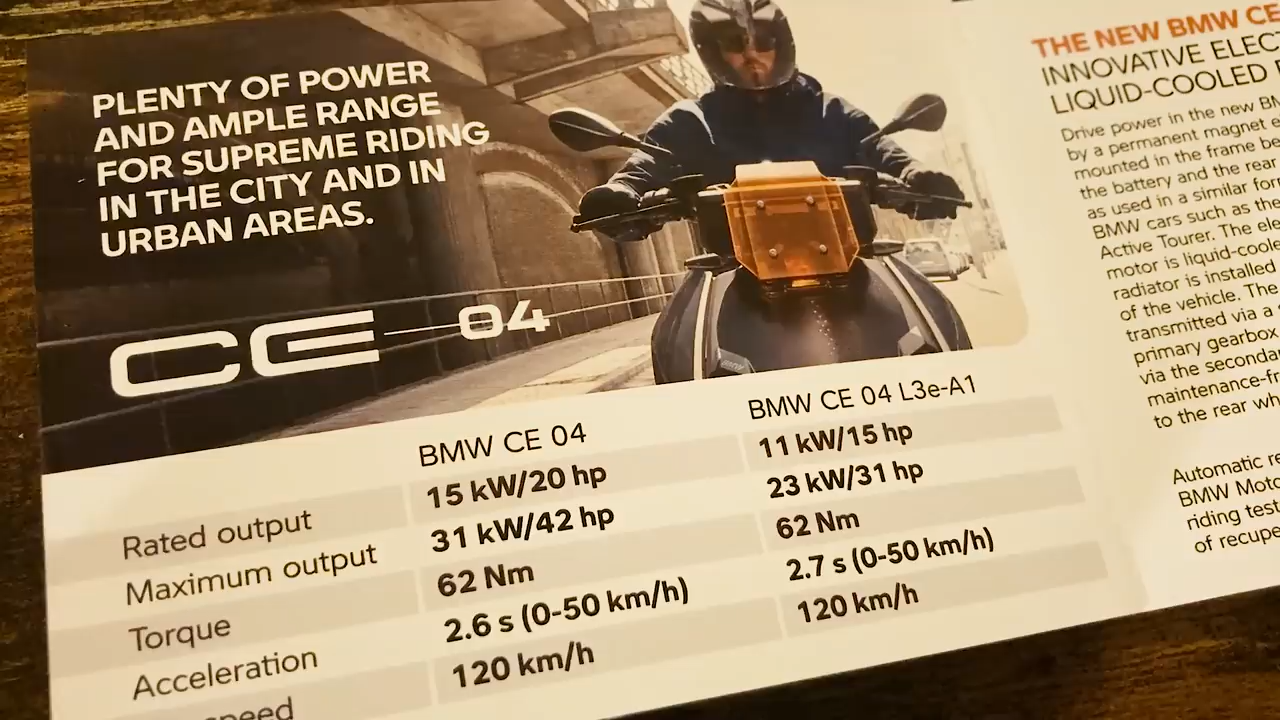 PLENTY OF POWER
AND AMPLE RANGE
FOR SUPREME RIDING
IN THE CITY AND IN
URBAN AREAS.
CE 04
BMW CE 04 BMW CE 04 L3e-A1
Rated output 15 kW/20 hp 11 kW/15 hp
Maximum output 31 kW/42 hp 23 kW/31 hp
Torque 62 Nm 62 Nm
Acceleration 2.6 s (0-50 km/h) 2.7 s (0-50 km/h)
speed 120 km/h 120 km/h
THE NEW BMW CE
INNOVATIVE ELEC
LIQUID-COOLED
Drive power in the new BM
by a permanent magnet e
mounted in the frame be
the battery and the rear
as used in a similar for
BMW cars such as the
Active Tourer. The ele
motor is liquid-coole
radiator is installed
of the vehicle. The
transmitted via a
primary gearbox
via the seconda
maintenance-fr
to the rear wh
Automatic re
BMW Moto
riding test
of recupe